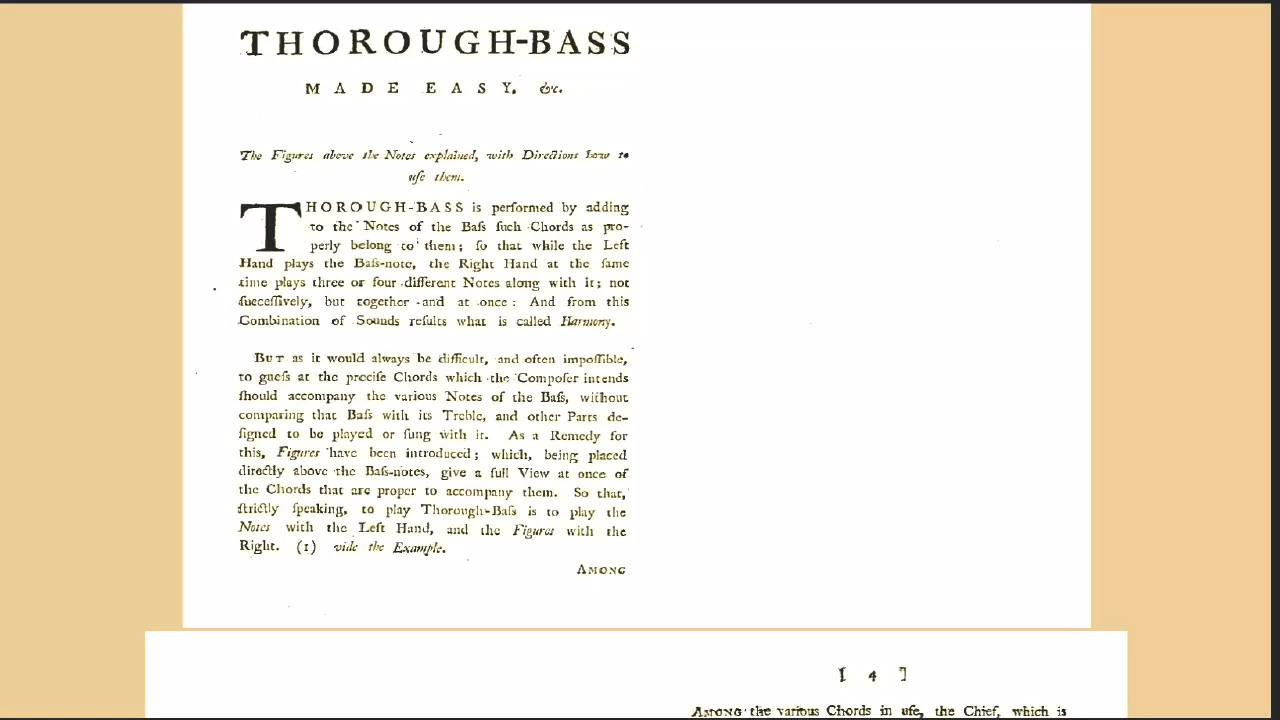 THOROUGH-BASS
MADE EASY, &c.
The Figures above the Notes explained, with Directions how to
uſe them.
THOROUGH-BASS is performed by adding
to the Notes of the Baſs ſuch Chords as pro-
perly belong to them; ſo that while the Left
Hand plays the Baſs-note, the Right Hand at the ſame
time plays three or four different Notes along with it; not
ſucceſſively, but together and at once: And from this
Combination of Sounds reſults what is called Harmony.
BUT as it would always be difficult, and often impoſſible,
to gueſs at the preciſe Chords which the Compoſer intends
ſhould accompany the various Notes of the Baſs, without
comparing that Baſs with its Treble, and other Parts de-
ſigned to be played or ſung with it. As a Remedy for
this, Figures have been introduced; which, being placed
directly above the Baſs-notes, give a full View at once of
the Chords that are proper to accompany them. So that,
ſtrictly ſpeaking, to play Thorough-Baſs is to play the
Notes with the Left Hand, and the Figures with the
Right. (1) vide the Example.
AMONG
[ 4 ]
AMONG the various Chords in uſe, the Chief, which is